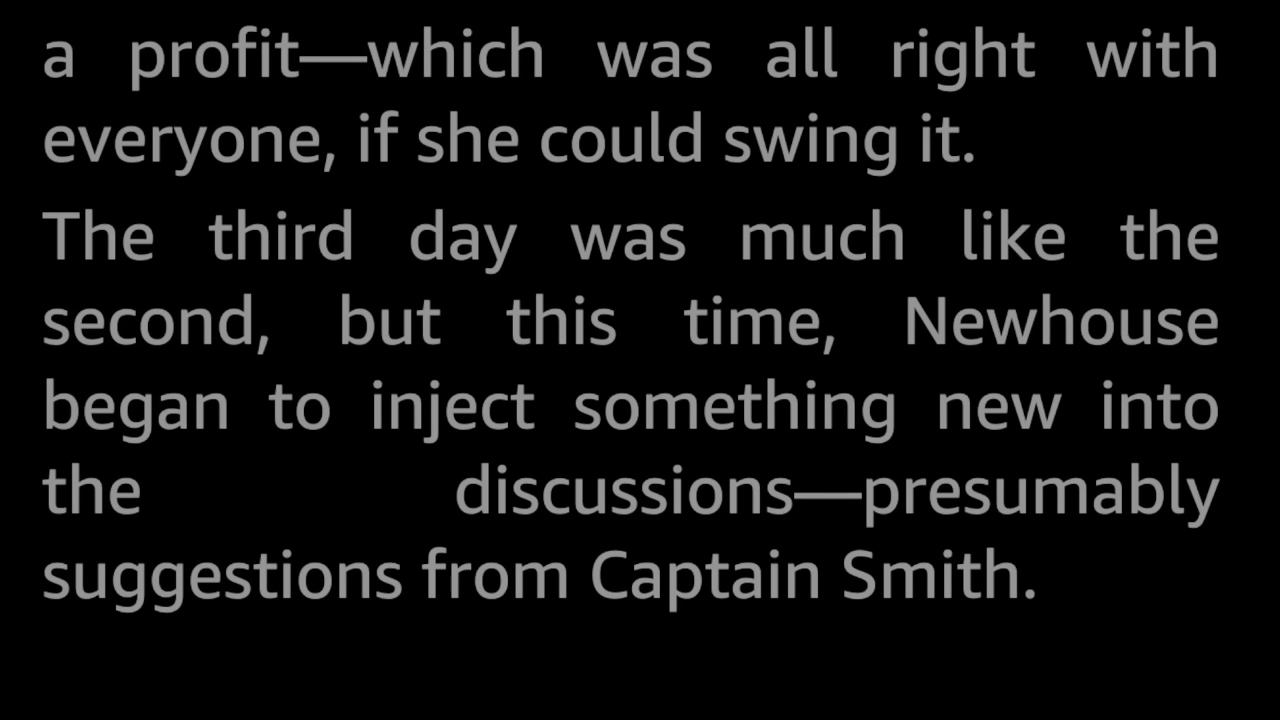 a profit—which was all right with
everyone, if she could swing it.
The third day was much like the
second, but this time, Newhouse
began to inject something new into
the discussions—presumably
suggestions from Captain Smith.